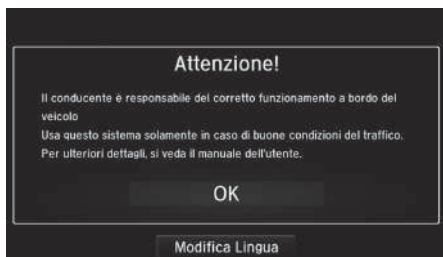 Attenzione!
Il conducente è responsabile del corretto funzionamento a bordo del
veicolo
Usa questo sistema solamente in caso di buone condizioni del traffico.
Per ulteriori dettagli, si veda il manuale dell'utente.
OK
Modifica Lingua